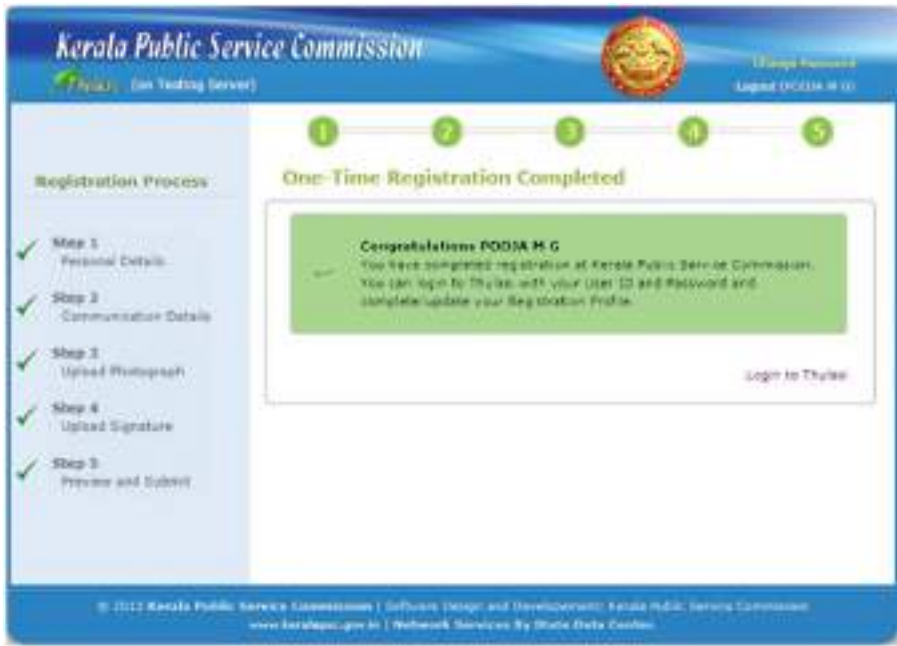 Kerala Public Service Commission
(on Testing Server)
Change Password
Logout (POOJA M G)
1 2 3 4 5
Registration Process
One-Time Registration Completed
Step 1
Personal Details
Step 2
Communication Details
Step 3
Upload Photograph
Step 4
Upload Signature
Step 5
Preview and Submit
Congratulations POOJA M G
You have completed registration at Kerala Public Service Commission.
You can login to Thulasi with your User ID and Password and
complete/update your Registration Profile.
Login to Thulasi
© 2012 Kerala Public Service Commission | Software Design and Developement: Kerala Public Service Commission
www.keralapsc.gov.in | Network Services By State Data Center